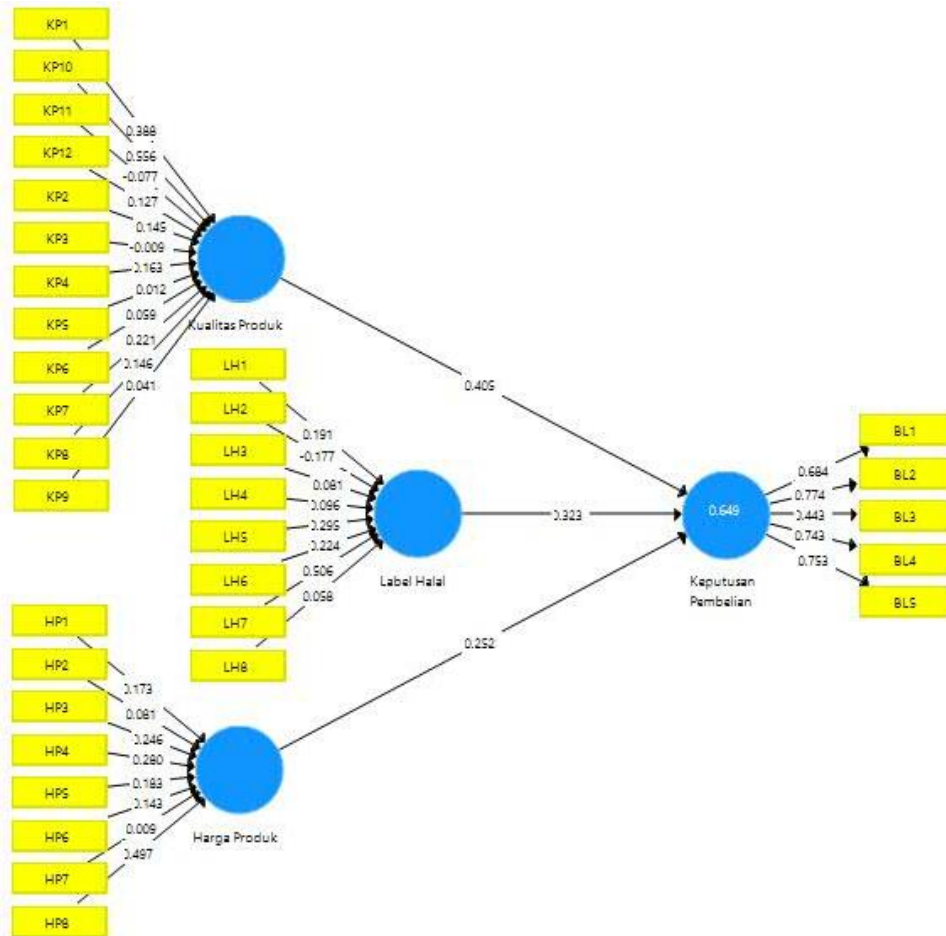 KP1
KP10
KP11
KP12
KP2
KP3
KP4
KP5
KP6
KP7
KP8
KP9
0.388
0.556
-0.077
0.127
0.145
-0.009
0.163
0.012
0.059
0.221
0.146
0.041
Kualitas Produk
LH1
LH2
LH3
LH4
LH5
LH6
LH7
LH8
0.191
-0.177
0.081
0.096
0.295
0.224
0.506
0.058
Label Halal
HP1
HP2
HP3
HP4
HP5
HP6
HP7
HP8
0.173
0.081
0.246
0.280
0.183
0.143
0.009
0.497
Harga Produk
0.405
0.323
0.252
0.649
Keputusan
Pembelian
0.684
0.774
0.443
0.743
0.753
BL1
BL2
BL3
BL4
BL5